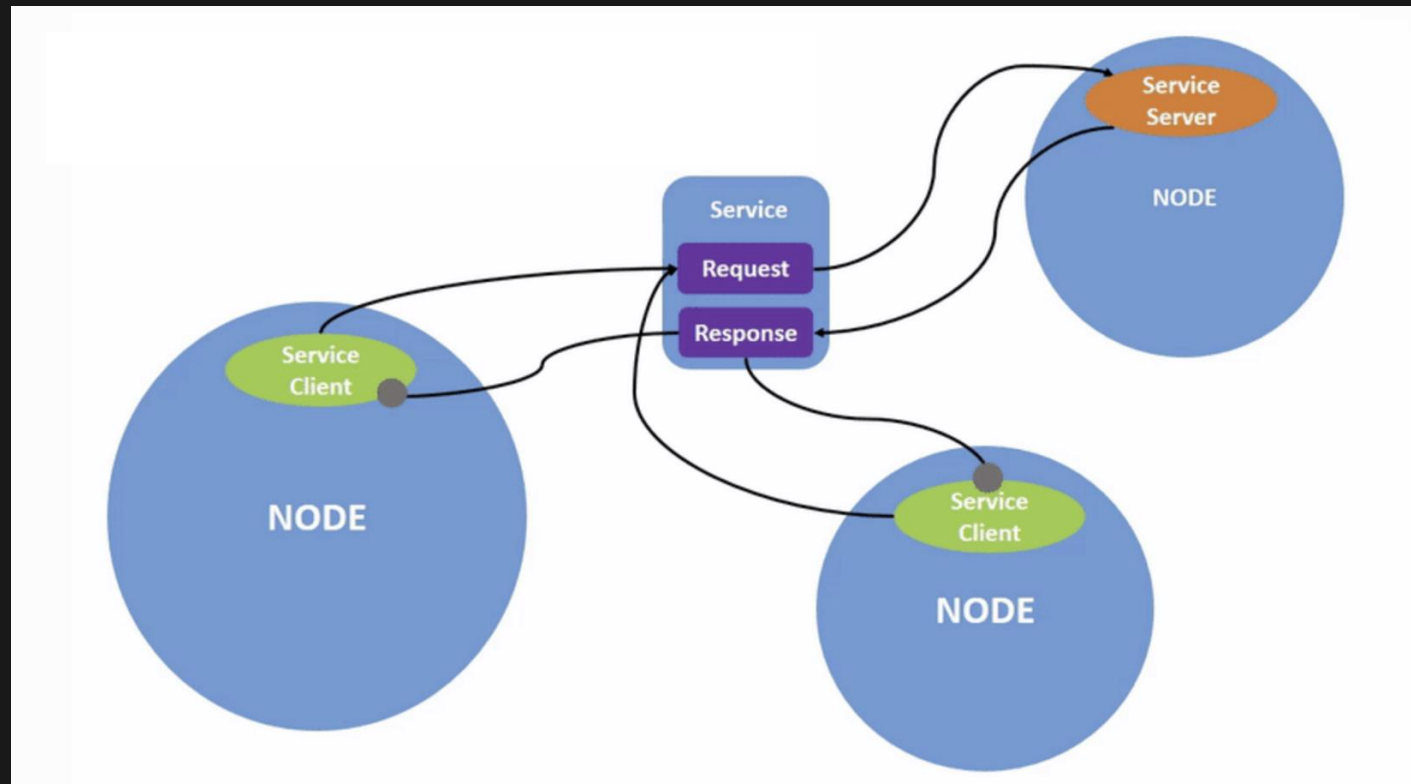 Service
Server
NODE
Service
Request
Response
Service
Client
NODE
Service
Client
NODE